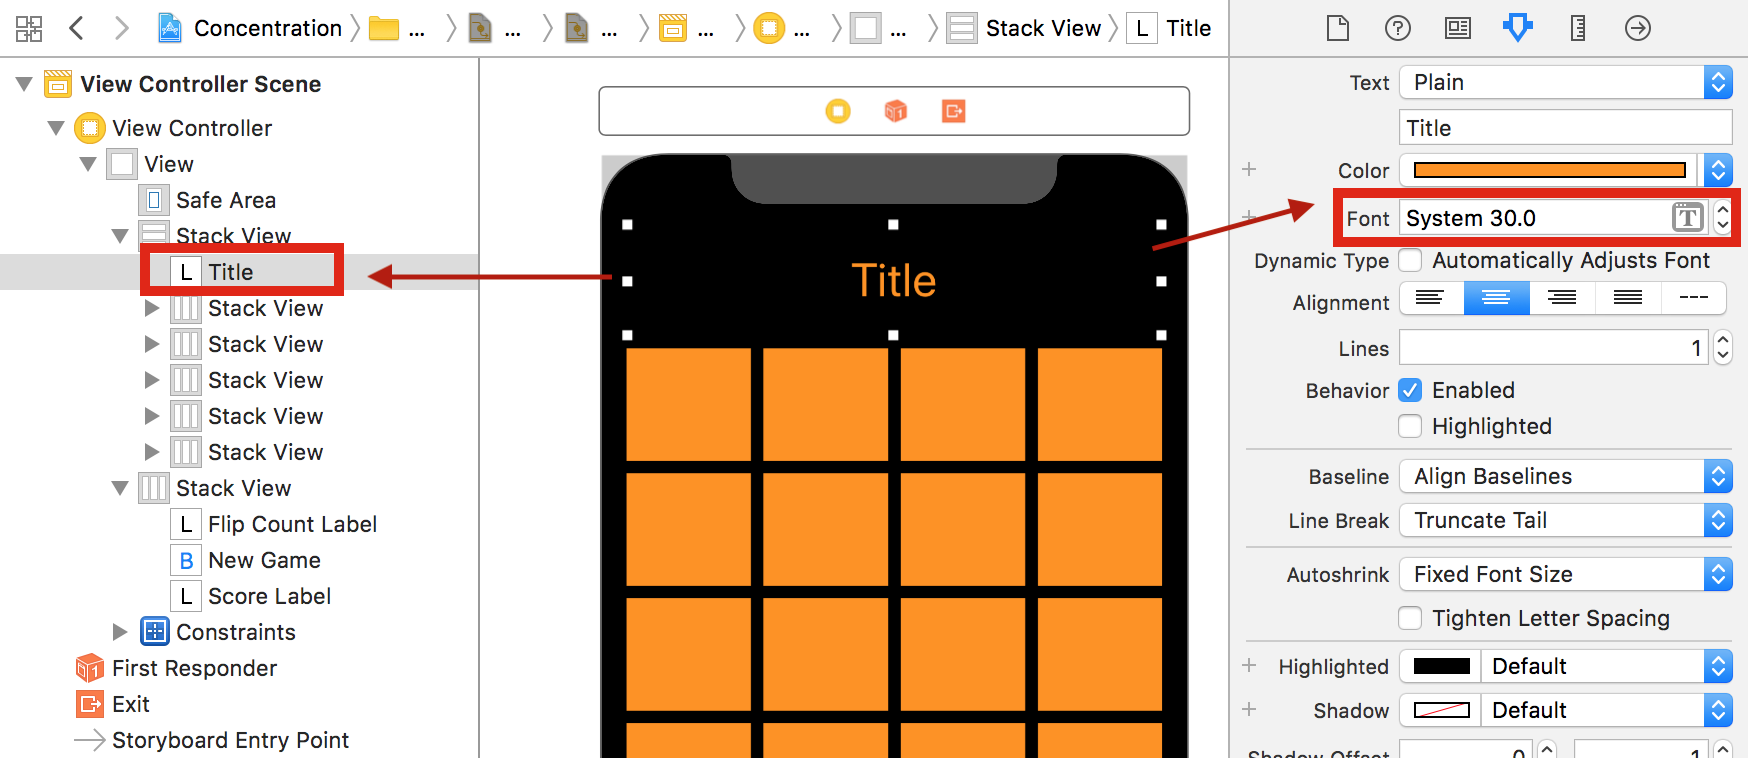 Concentration ... ... ... ... ... ... Stack View L Title
View Controller Scene
View Controller
View
Safe Area
Stack View
L Title
Stack View
Stack View
Stack View
Stack View
Stack View
Stack View
L Flip Count Label
B New Game
L Score Label
Constraints
First Responder
Exit
Storyboard Entry Point
Title
Text Plain
Title
Color
Font System 30.0 T
Dynamic Type Automatically Adjusts Font
Alignment
Lines 1
Behavior Enabled
Highlighted
Baseline Align Baselines
Line Break Truncate Tail
Autoshrink Fixed Font Size
Tighten Letter Spacing
Highlighted Default
Shadow Default
Shadow Offset 0 1